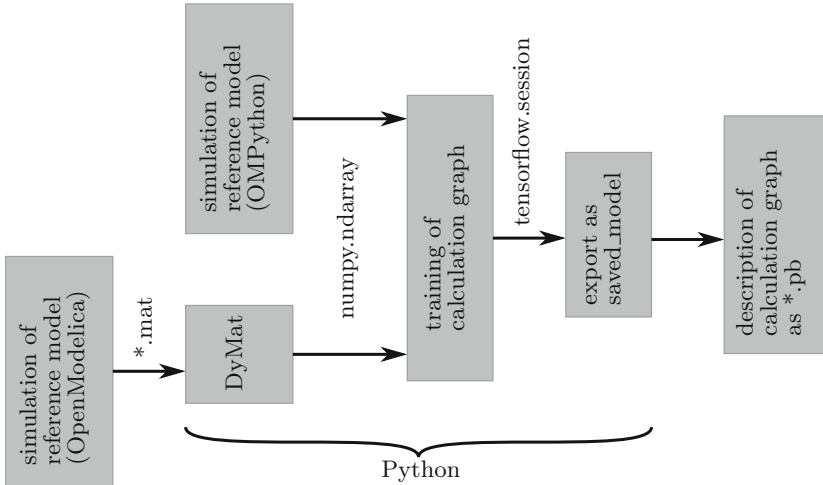 simulation of
reference model
(OpenModelica)
*.mat
DyMat
simulation of
reference model
(OMPython)
numpy.ndarray
training of
calculation graph
tensorflow.session
export as
saved_model
description of
calculation graph
as *.pb
Python